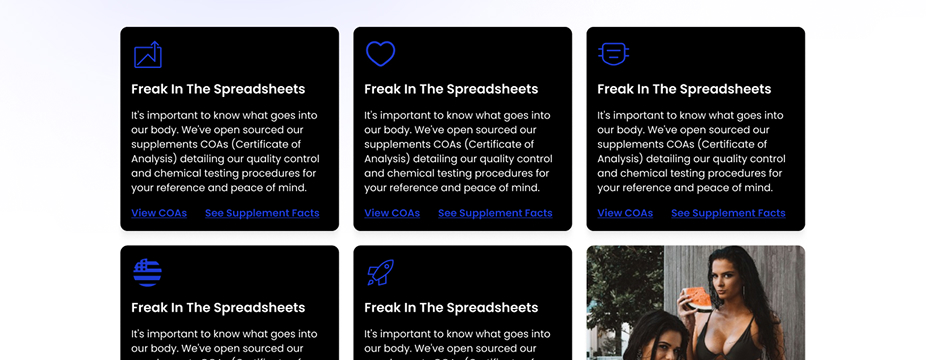 Freak In The Spreadsheets
It's important to know what goes into
our body. We've open sourced our
supplements COAs (Certificate of
Analysis) detailing our quality control
and chemical testing procedures for
your reference and peace of mind.
View COAs See Supplement Facts
Freak In The Spreadsheets
It's important to know what goes into
our body. We've open sourced our
supplements COAs (Certificate of
Analysis) detailing our quality control
and chemical testing procedures for
your reference and peace of mind.
View COAs See Supplement Facts
Freak In The Spreadsheets
It's important to know what goes into
our body. We've open sourced our
supplements COAs (Certificate of
Analysis) detailing our quality control
and chemical testing procedures for
your reference and peace of mind.
View COAs See Supplement Facts
Freak In The Spreadsheets
It's important to know what goes into
our body. We've open sourced our
Freak In The Spreadsheets
It's important to know what goes into
our body. We've open sourced our